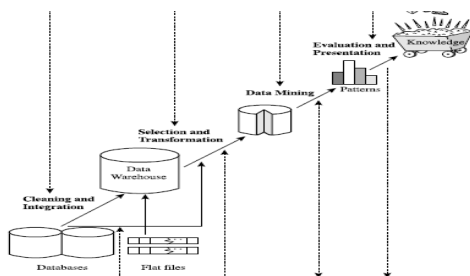 Evaluation and
Presentation
Knowledge
Patterns
Data Mining
Selection and
Transformation
Data
Warehouse
Cleaning and
Integration
Databases
Flat files